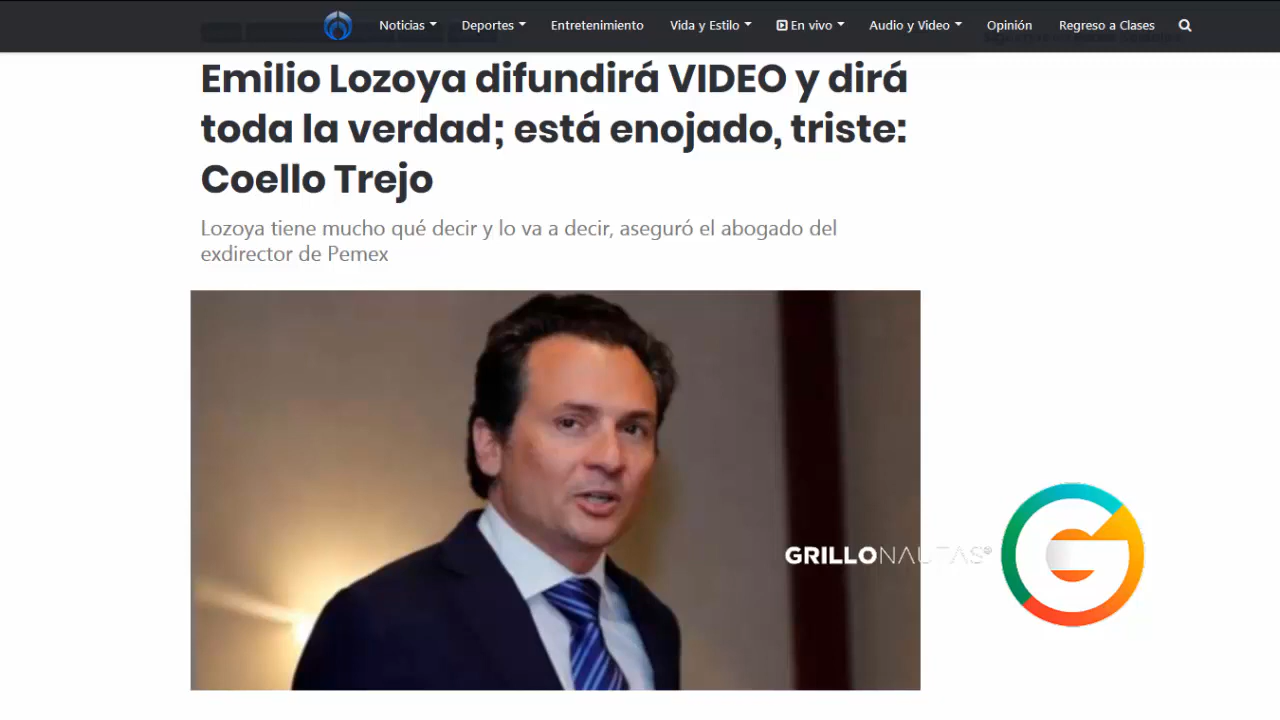 Noticias Deportes Entretenimiento Vida y Estilo En vivo Audio y Video Opinión Regreso a Clases
Emilio Lozoya difundirá VIDEO y dirá
toda la verdad; está enojado, triste:
Coello Trejo
Lozoya tiene mucho qué decir y lo va a decir, aseguró el abogado del
exdirector de Pemex
GRILLONAUTAS®